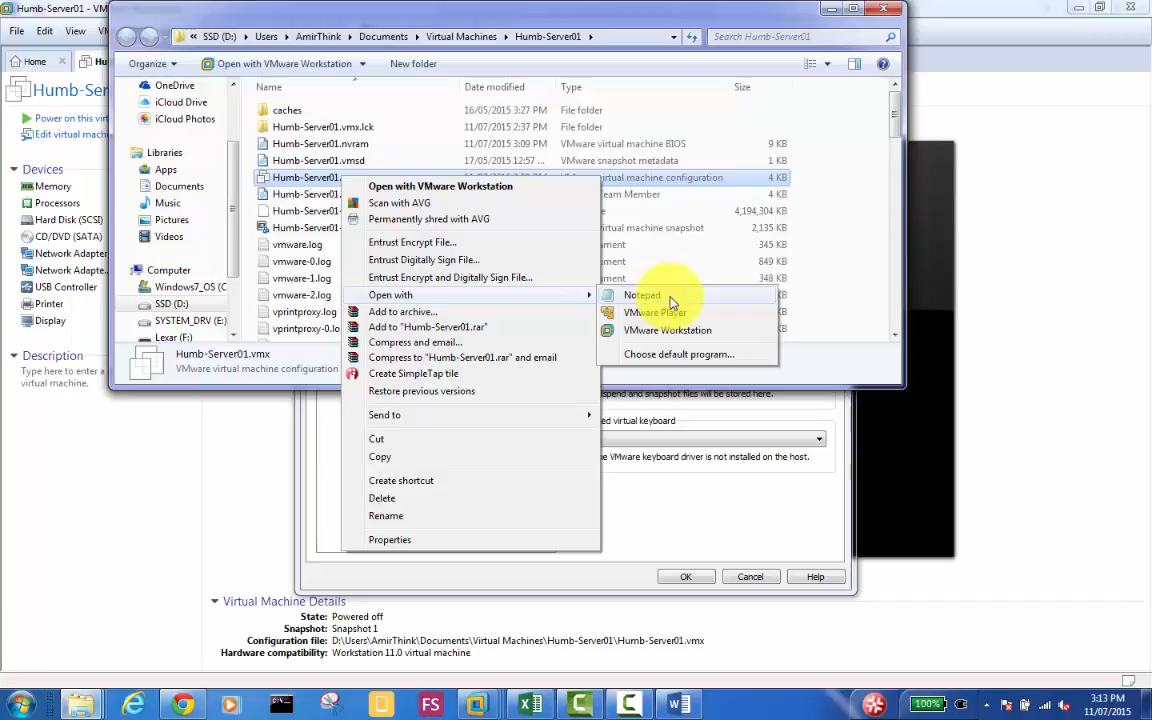 Humb-Server01 - V
File Edit View
Home
Hu
Humb-Ser
Power on this
Edit virtual mach
Devices
Memory
Processors
Hard Disk (SCSI)
CD/DVD (SATA)
Network Adapter
Network Adapte..
USB Controller
Printer
Display
Description
Type here to enter
virtual machine.
« SSD (D:) Users AmirThink Documents Virtual Machines Humb-Server01
Search Humb-Server01
Organize
Open with VMware Workstation
New folder
OneDrive
iCloud Drive
iCloud Photos
Libraries
Apps
Documents
Music
Pictures
Videos
Computer
Windows7_OS (
SSD (D:)
SYSTEM_DRV (E:)
Lexar (F:)
Name Date modified Type Size
caches 16/05/2015 3:27 PM File folder
Humb-Server01.vmx.lck 11/07/2015 2:37 PM File folder
Humb-Server01.nvram 11/07/2015 3:09 PM VMware virtual machine BIOS 9 KB
Humb-Server01.vmsd 17/05/2015 12:57 ... VMware snapshot metadata 1 KB
Humb-Server01. irtual machine configuration 4 KB
Humb-Server01. Team Member 4 KB
Humb-Server01 4,194,304 KB
Humb-Server01 irtual machine snapshot 2,135 KB
vmware.log ument 345 KB
vmware-0.log ument 849 KB
vmware-1.log ument 348 KB
vmware-2.log KB
vprintproxy.log KB
vprintproxy-0.lo KB
Humb-Server01.vmx
VMware virtual machine configuration
Open with VMware Workstation
Scan with AVG
Permanently shred with AVG
Entrust Encrypt File...
Entrust Digitally Sign File...
Entrust Encrypt and Digitally Sign File...
Open with
Add to archive...
Add to "Humb-Server01.rar"
Compress and email...
Compress to "Humb-Server01.rar" and email
Create SimpleTap tile
Restore previous versions
Send to
Cut
Copy
Create shortcut
Delete
Rename
Properties
Notepad
VMware Player
VMware Workstation
Choose default program...
spend and snapshot files will be stored here.
ed virtual keyboard
e VMware keyboard driver is not installed on the host.
OK Cancel Help
Virtual Machine Details
State: Powered off
Snapshot: Snapshot 1
Configuration file: D:\Users\AmirThink\Documents\Virtual Machines\Humb-Server01\Humb-Server01.vmx
Hardware compatibility: Workstation 11.0 virtual machine
FS
100%
3:13 PM
11/07/2015